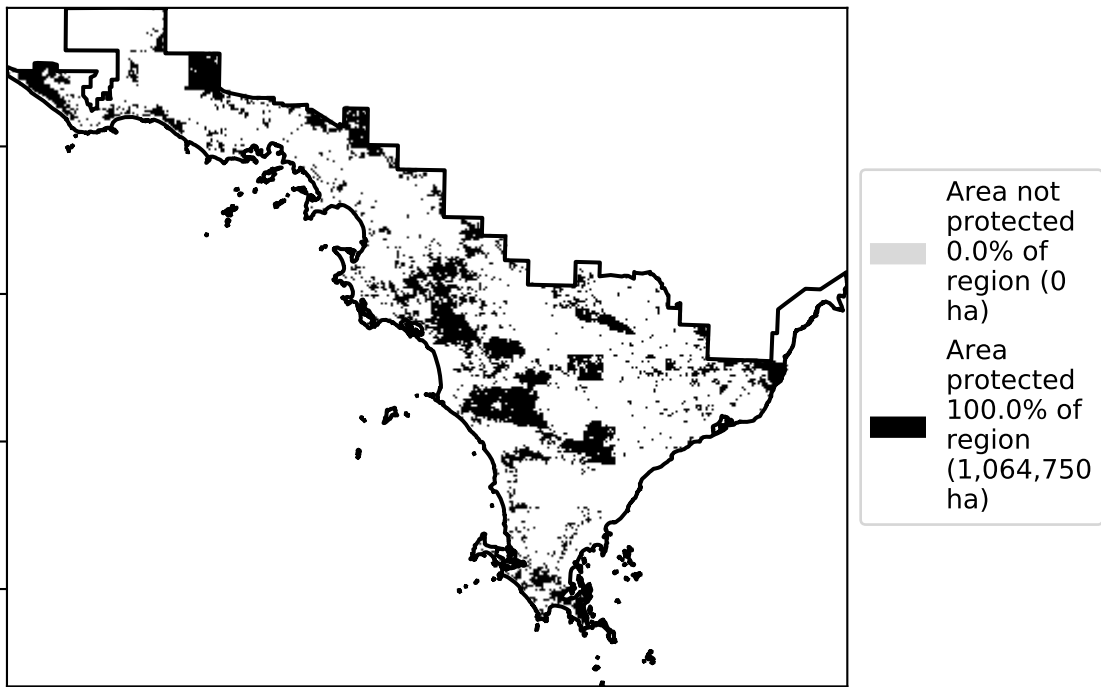 Area not
protected
0.0% of
region (0
ha)
Area
protected
100.0% of
region
(1,064,750
ha)